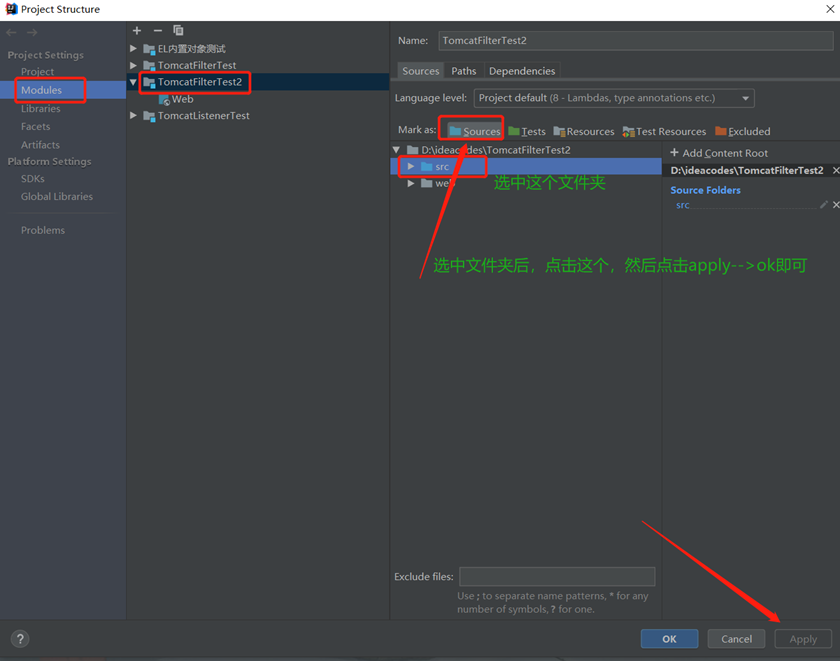 Project Structure
Project Settings
Project
Modules
Libraries
Facets
Artifacts
Platform Settings
SDKs
Global Libraries
Problems
EL内置对象测试
TomcatFilterTest
TomcatFilterTest2
Web
TomcatListenerTest
Name: TomcatFilterTest2
Sources Paths Dependencies
Language level: Project default (8 - Lambdas, type annotations etc.)
Mark as: Sources Tests Resources Test Resources Excluded
D:\ideacodes\TomcatFilterTest2
src
web
选中这个文件夹
选中文件夹后，点击这个，然后点击apply-->ok即可
+ Add Content Root
D:\ideacodes\TomcatFilterTest2
Source Folders
src
Exclude files:
Use ; to separate name patterns, * for any
number of symbols, ? for one.
?
OK Cancel Apply